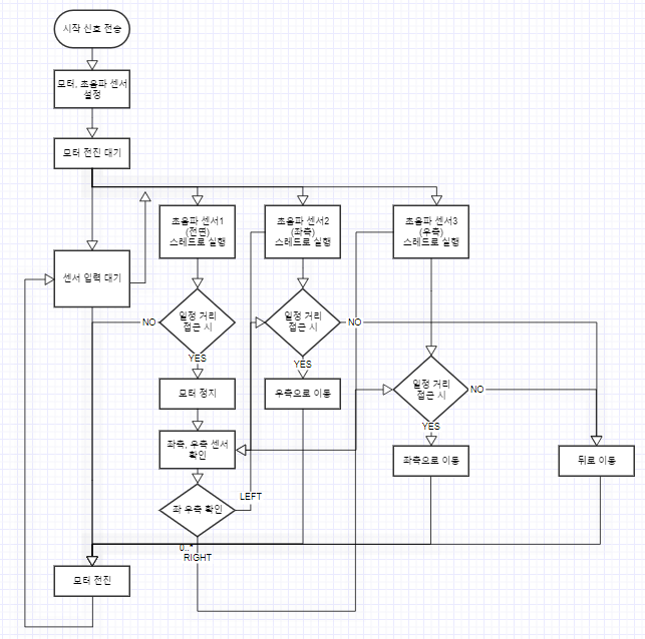 시작 신호 전송
모터, 초음파 센서
설정
모터 전진 대기
초음파 센서1
(전면)
스레드로 실행
초음파 센서2
(좌측)
스레드로 실행
초음파 센서3
(우측)
스레드로 실행
센서 입력 대기
NO
일정 거리
접근 시
YES
일정 거리
접근 시
NO
YES
일정 거리
접근 시
NO
YES
모터 정지
우측으로 이동
좌측, 우측 센서
확인
좌측으로 이동
뒤로 이동
LEFT
좌 우측 확인
0..*
RIGHT
모터 전진